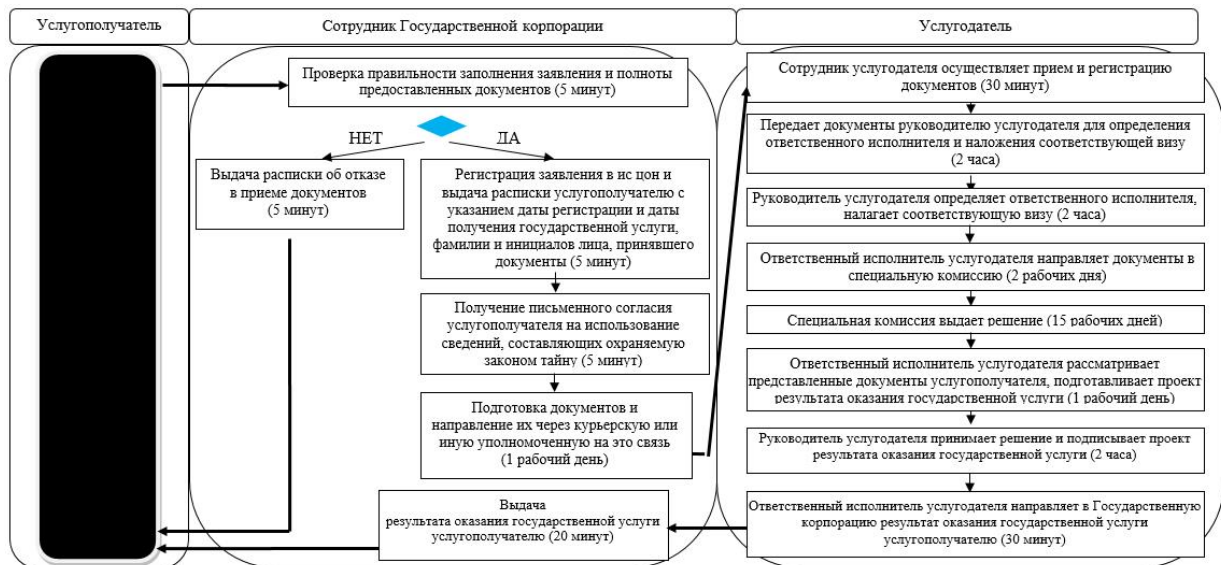 Услугополучатель
Сотрудник Государственной корпорации
Услугодатель
Проверка правильности заполнения заявления и полноты
предоставленных документов (5 минут)
НЕТ
ДА
Выдача расписки об отказе
в приеме документов
(5 минут)
Регистрация заявления в ис цон и
выдача расписки услугополучателю с
указанием даты регистрации и даты
получения государственной услуги,
фамилии и инициалов лица, принявшего
документы (5 минут)
Получение письменного согласия
услугополучателя на использование
сведений, составляющих охраняемую
законом тайну (5 минут)
Подготовка документов и
направление их через курьерскую или
иную уполномоченную на это связь
(1 рабочий день)
Выдача
результата оказания государственной услуги
услугополучателю (20 минут)
Сотрудник услугодателя осуществляет прием и регистрацию
документов (30 минут)
Передает документы руководителю услугодателя для определения
ответственного исполнителя и наложения соответствующей визу
(2 часа)
Руководитель услугодателя определяет ответственного исполнителя,
налагает соответствующую визу (2 часа)
Ответственный исполнитель услугодателя направляет документы в
специальную комиссию (2 рабочих дня)
Специальная комиссия выдает решение (15 рабочих дней)
Ответственный исполнитель услугодателя рассматривает
представленные документы услугополучателя, подготавливает проект
результата оказания государственной услуги (1 рабочий день)
Руководитель услугодателя принимает решение и подписывает проект
результата оказания государственной услуги (2 часа)
Ответственный исполнитель услугодателя направляет в Государственную
корпорацию результат оказания государственной услуги
услугополучателю (30 минут)